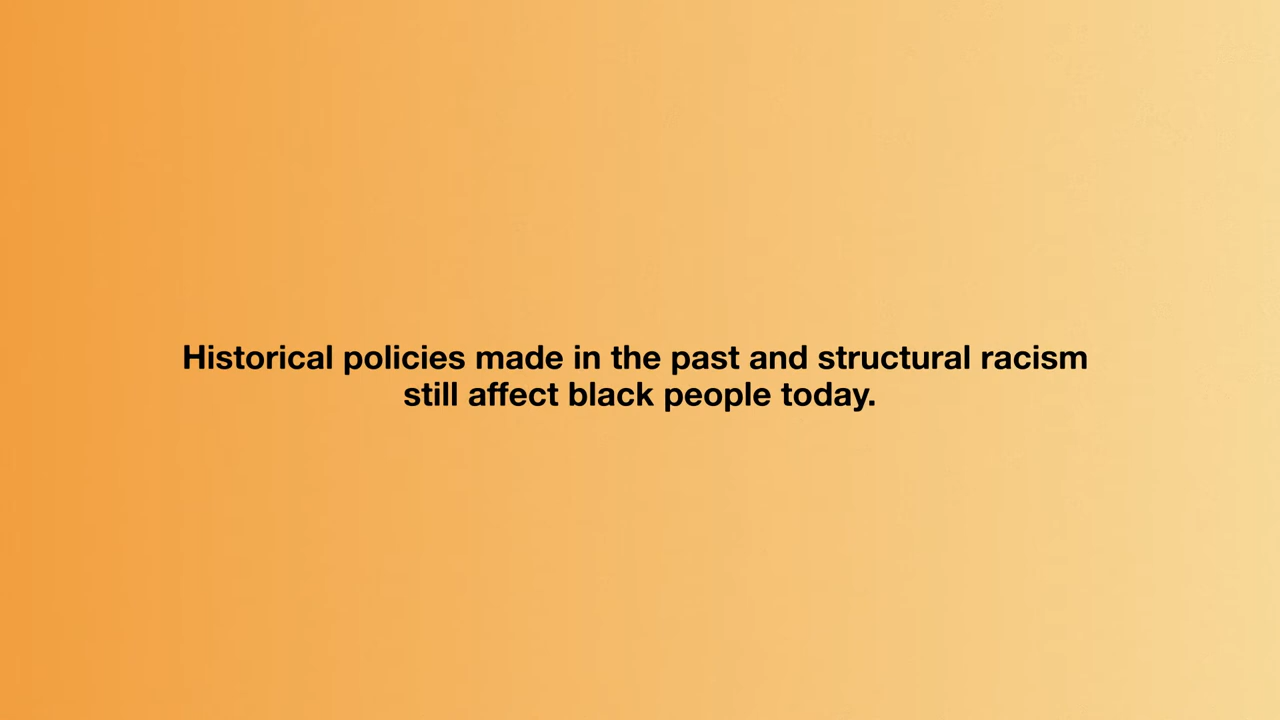 Historical policies made in the past and structural racism
still affect black people today.